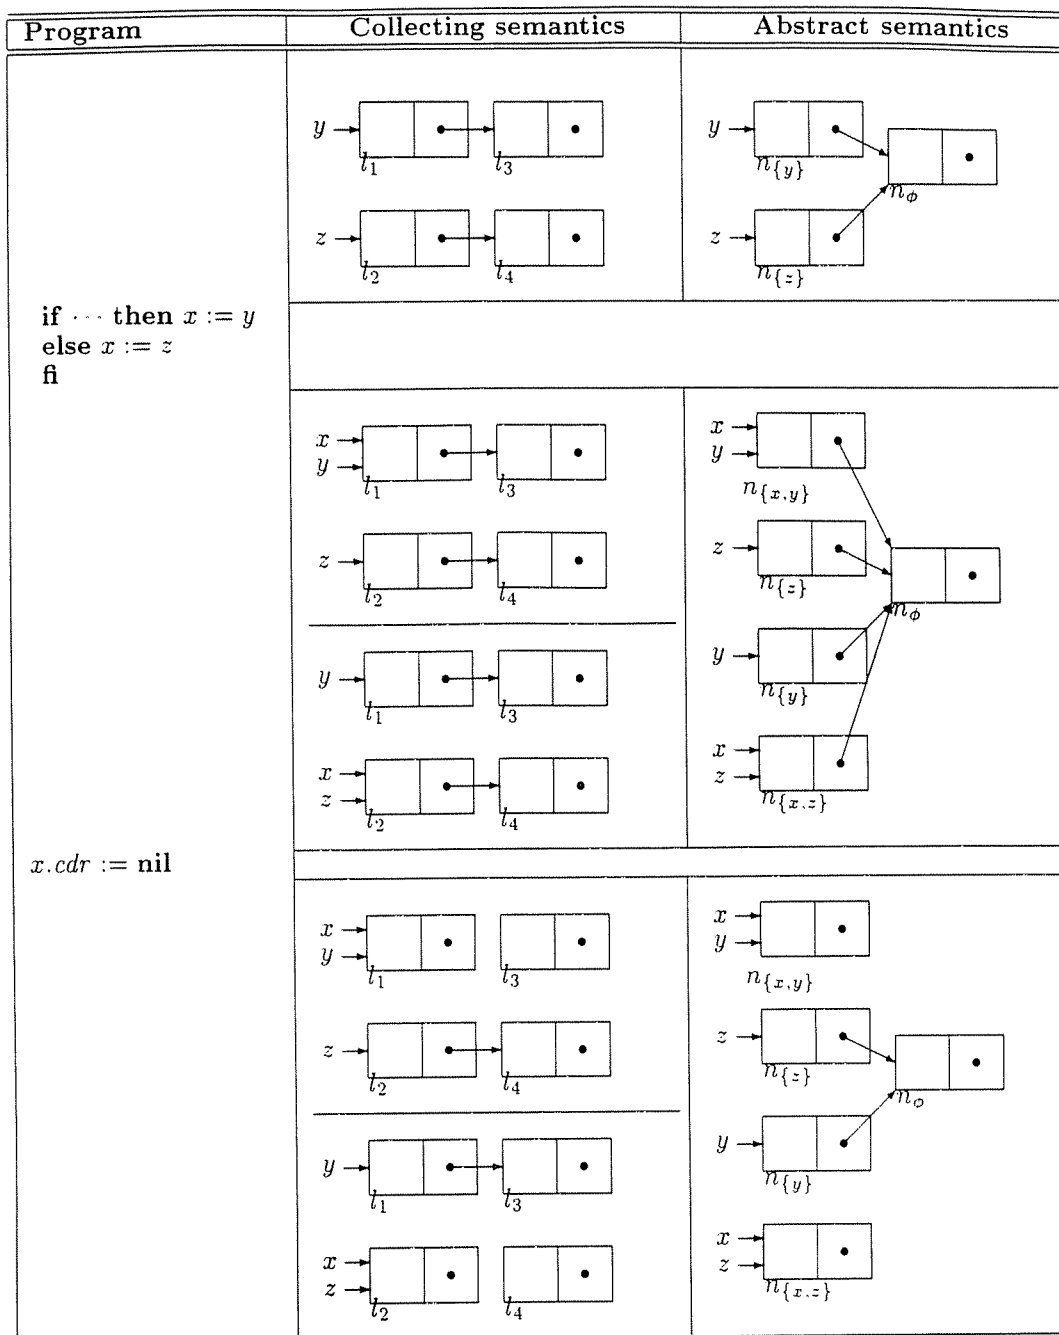 Program Collecting semantics Abstract semantics
y l₁ l₃ y n{y}
nφ
z l₂ l₄ z n{z}
if ··· then x := y
else x := z
fi
x y l₁ l₃ x y n{x,y}
z l₂ l₄ z n{z}
nφ
y l₁ l₃ y n{y}
x z l₂ l₄ x z n{x,z}
x.cdr := nil
x y l₁ l₃ x y n{x,y}
z l₂ l₄ z n{z}
nφ
y l₁ l₃ y n{y}
x z l₂ l₄ x z n{x,z}